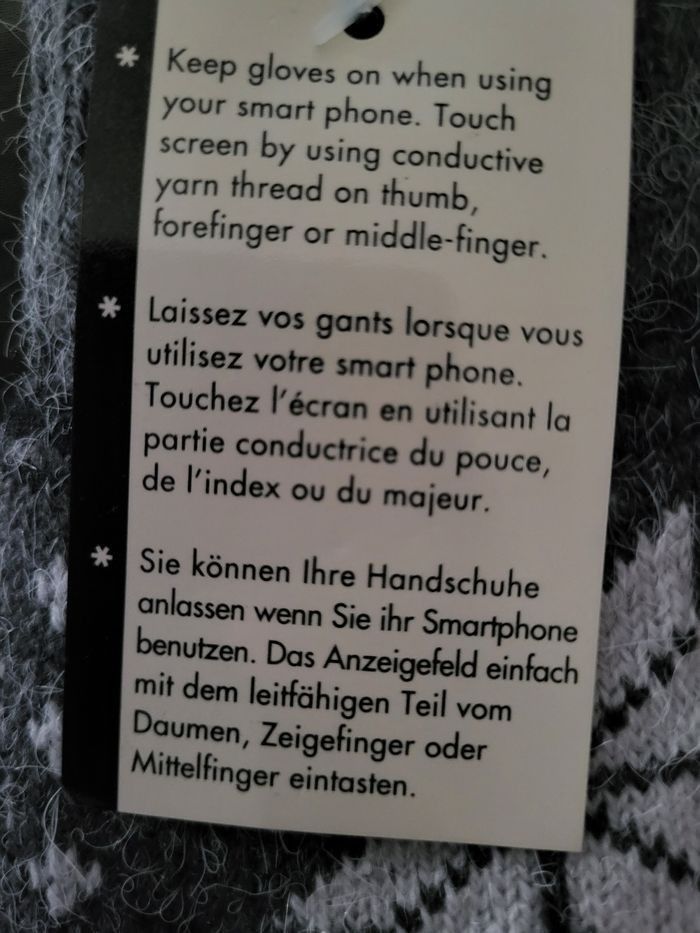 * Keep gloves on when using
your smart phone. Touch
screen by using conductive
yarn thread on thumb,
forefinger or middle-finger.
* Laissez vos gants lorsque vous
utilisez votre smart phone.
Touchez l'écran en utilisant la
partie conductrice du pouce,
de l'index ou du majeur.
* Sie können Ihre Handschuhe
anlassen wenn Sie ihr Smartphone
benutzen. Das Anzeigefeld einfach
mit dem leitfähigen Teil vom
Daumen, Zeigefinger oder
Mittelfinger eintasten.